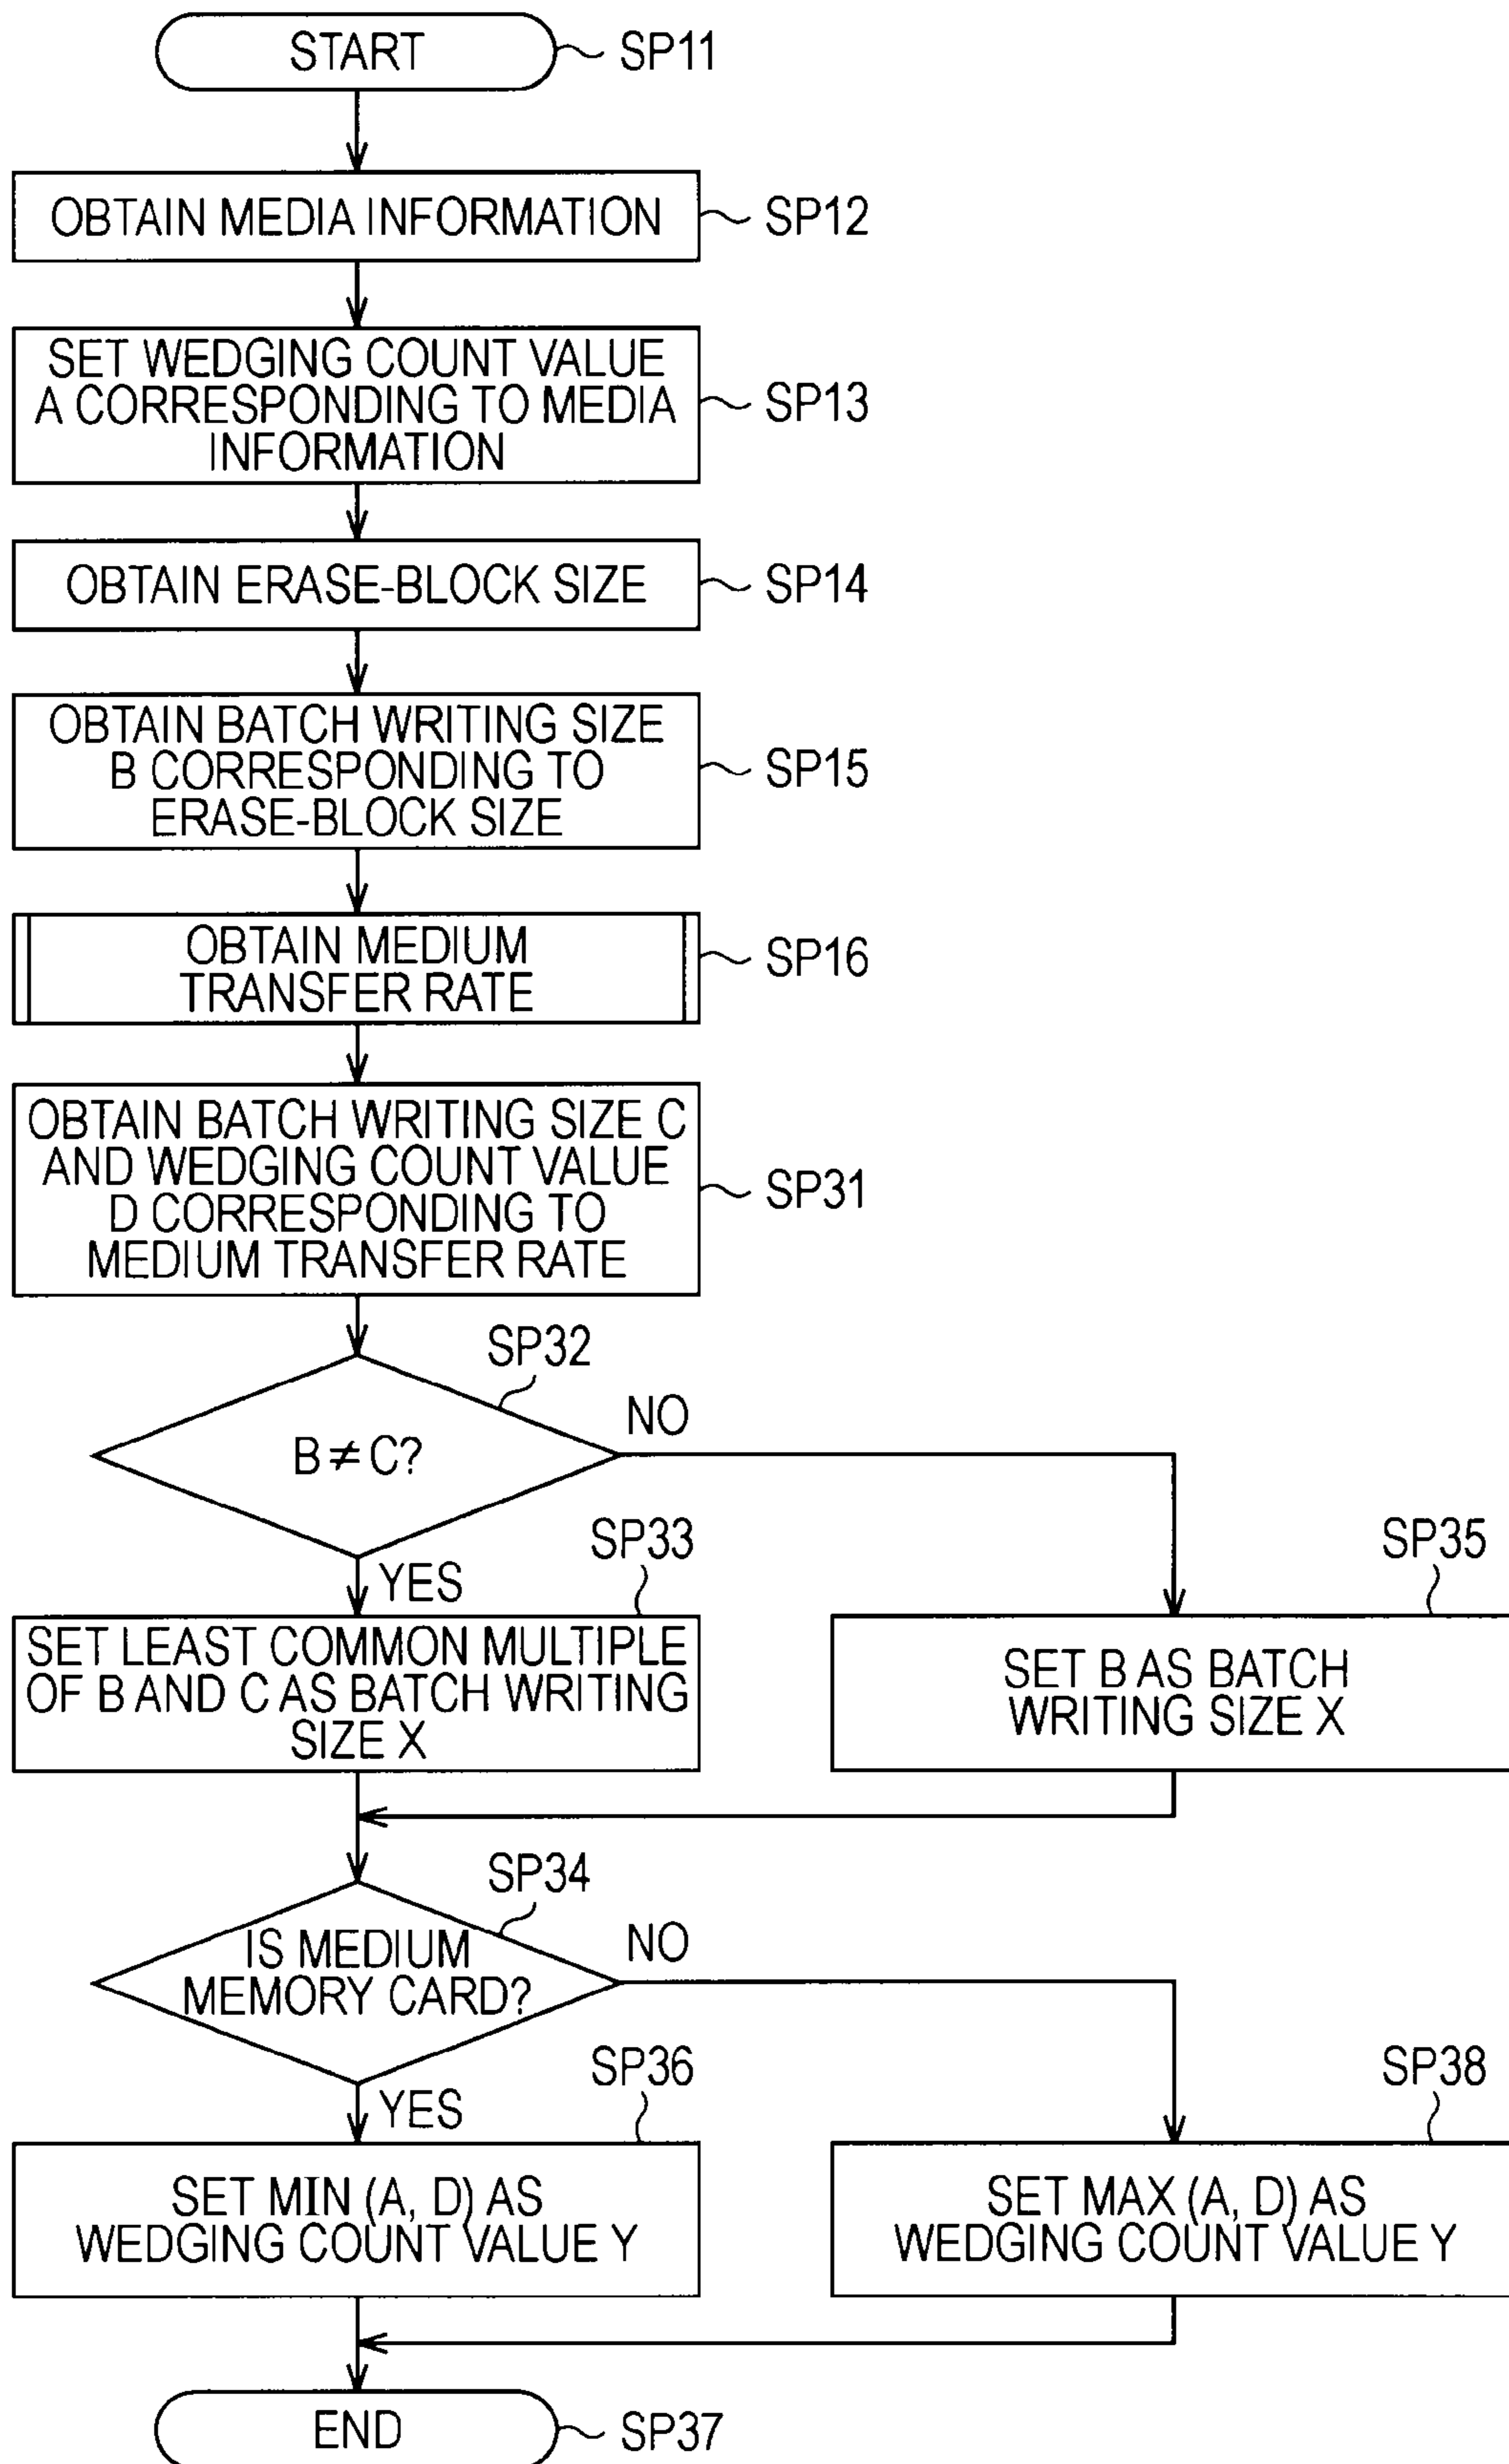 START
SP11
OBTAIN MEDIA INFORMATION
SP12
SET WEDGING COUNT VALUE
A CORRESPONDING TO MEDIA
INFORMATION
SP13
OBTAIN ERASE-BLOCK SIZE
SP14
OBTAIN BATCH WRITING SIZE
B CORRESPONDING TO
ERASE-BLOCK SIZE
SP15
OBTAIN MEDIUM
TRANSFER RATE
SP16
OBTAIN BATCH WRITING SIZE C
AND WEDGING COUNT VALUE
D CORRESPONDING TO
MEDIUM TRANSFER RATE
SP31
SP32
B≠C?
NO
YES
SP33
SET LEAST COMMON MULTIPLE
OF B AND C AS BATCH WRITING
SIZE X
SP35
SET B AS BATCH
WRITING SIZE X
SP34
IS MEDIUM
MEMORY CARD?
NO
YES
SP36
SET MIN (A, D) AS
WEDGING COUNT VALUE Y
SP38
SET MAX (A, D) AS
WEDGING COUNT VALUE Y
END
SP37